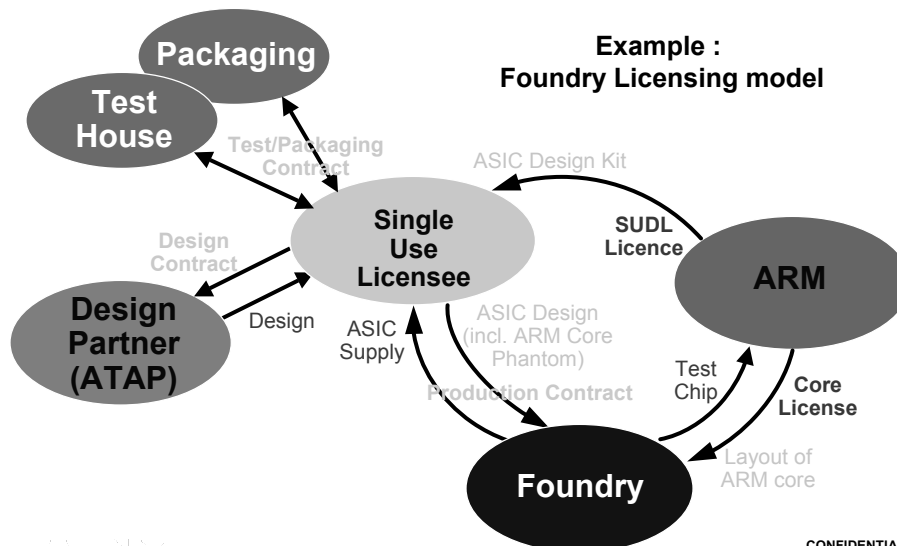 Example :
Foundry Licensing model
Packaging
Test
House
Test/Packaging
Contract
ASIC Design Kit
Single
Use
Licensee
SUDL
Licence
ARM
Design
Contract
Design
Partner
(ATAP)
Design
ASIC
Supply
ASIC Design
(incl. ARM Core
Phantom)
Production Contract
Test
Chip
Core
License
Foundry
Layout of
ARM core